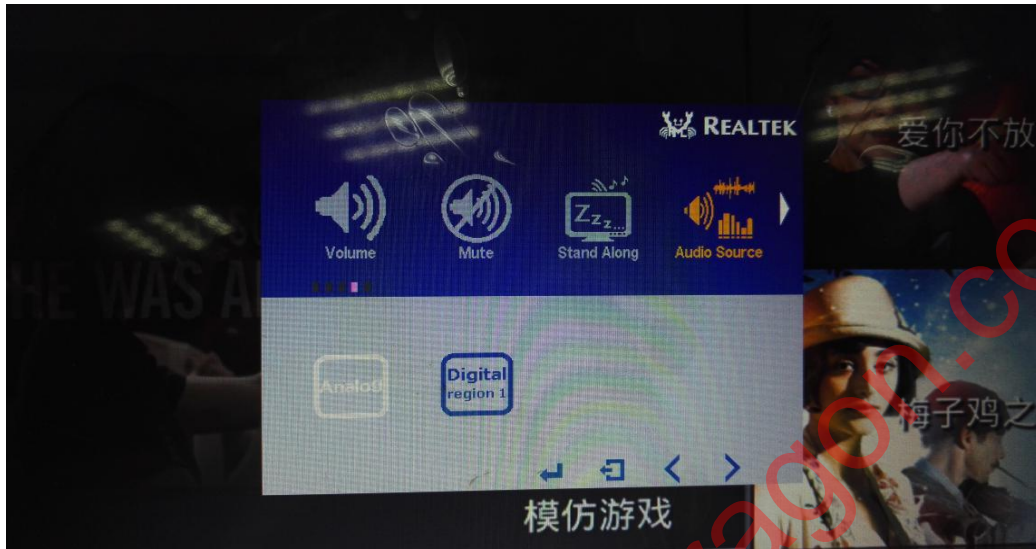 REALTEK
爱你不放
Zzz...
Volume
Mute
Stand Along
Audio Source
HE WAS A
Analog
Digital
region 1
梅子鸡之
模仿游戏